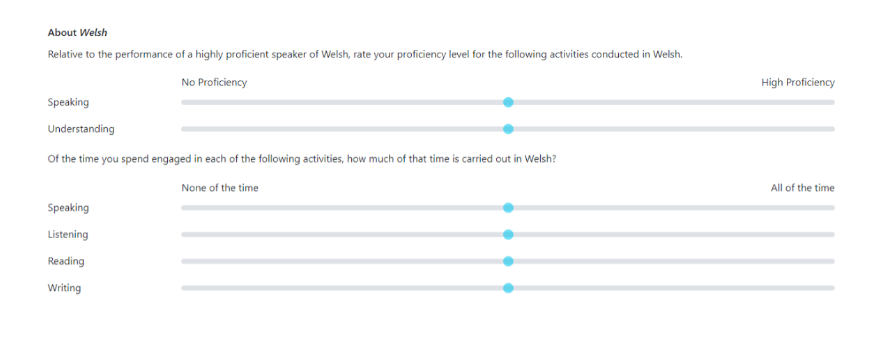 About Welsh
Relative to the performance of a highly proficient speaker of Welsh, rate your proficiency level for the following activities conducted in Welsh.
No Proficiency High Proficiency
Speaking
Understanding
Of the time you spend engaged in each of the following activities, how much of that time is carried out in Welsh?
None of the time All of the time
Speaking
Listening
Reading
Writing